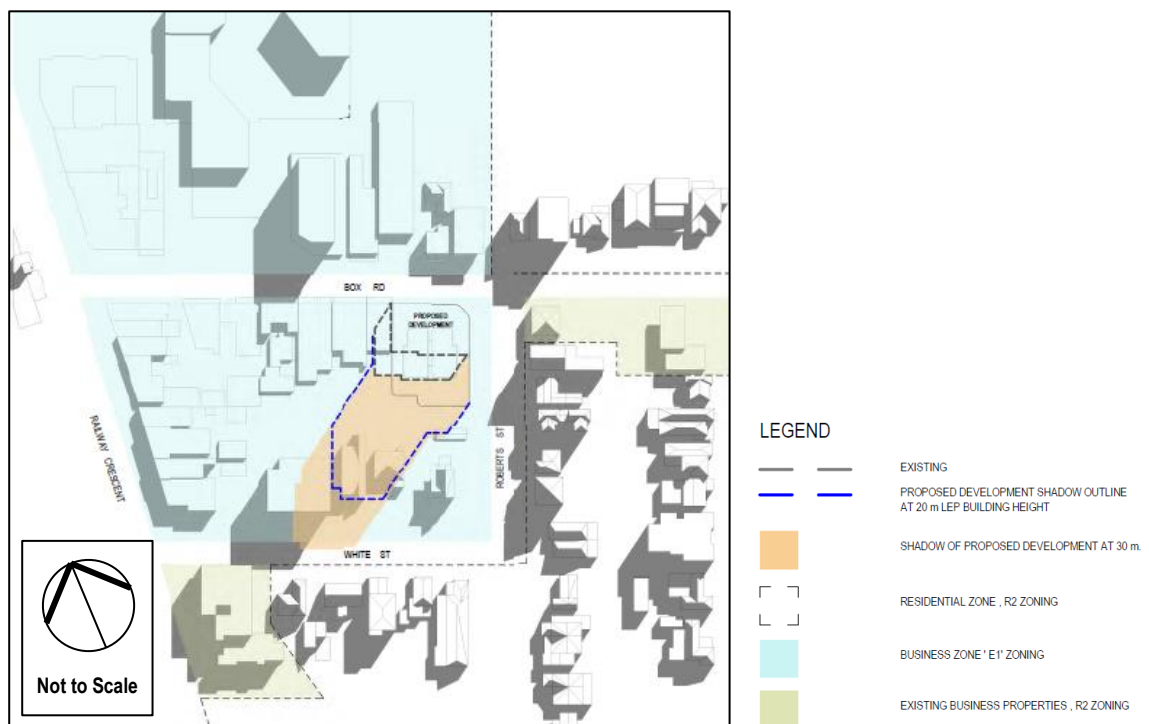 BOX RD
PROPOSED
DEVELOPMENT
RAILWAY CRESCENT
ROBERTS ST
WHITE ST
Not to Scale
LEGEND
EXISTING
PROPOSED DEVELOPMENT SHADOW OUTLINE
AT 20 m LEP BUILDING HEIGHT
SHADOW OF PROPOSED DEVELOPMENT AT 30 m.
RESIDENTIAL ZONE , R2 ZONING
BUSINESS ZONE ' E1' ZONING
EXISTING BUSINESS PROPERTIES , R2 ZONING